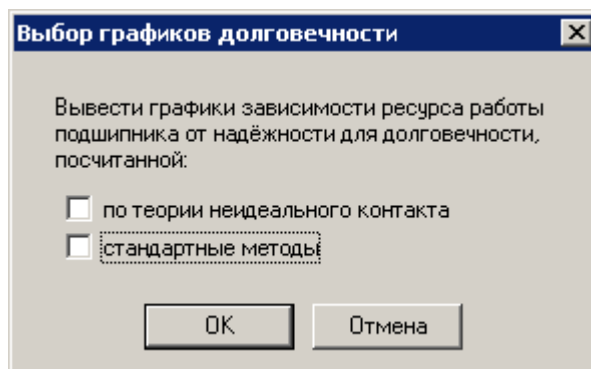 Выбор графиков долговечности
Вывести графики зависимости ресурса работы
подшипника от надёжности для долговечности,
посчитанной:
по теории неидеального контакта
стандартные методы
OK
Отмена